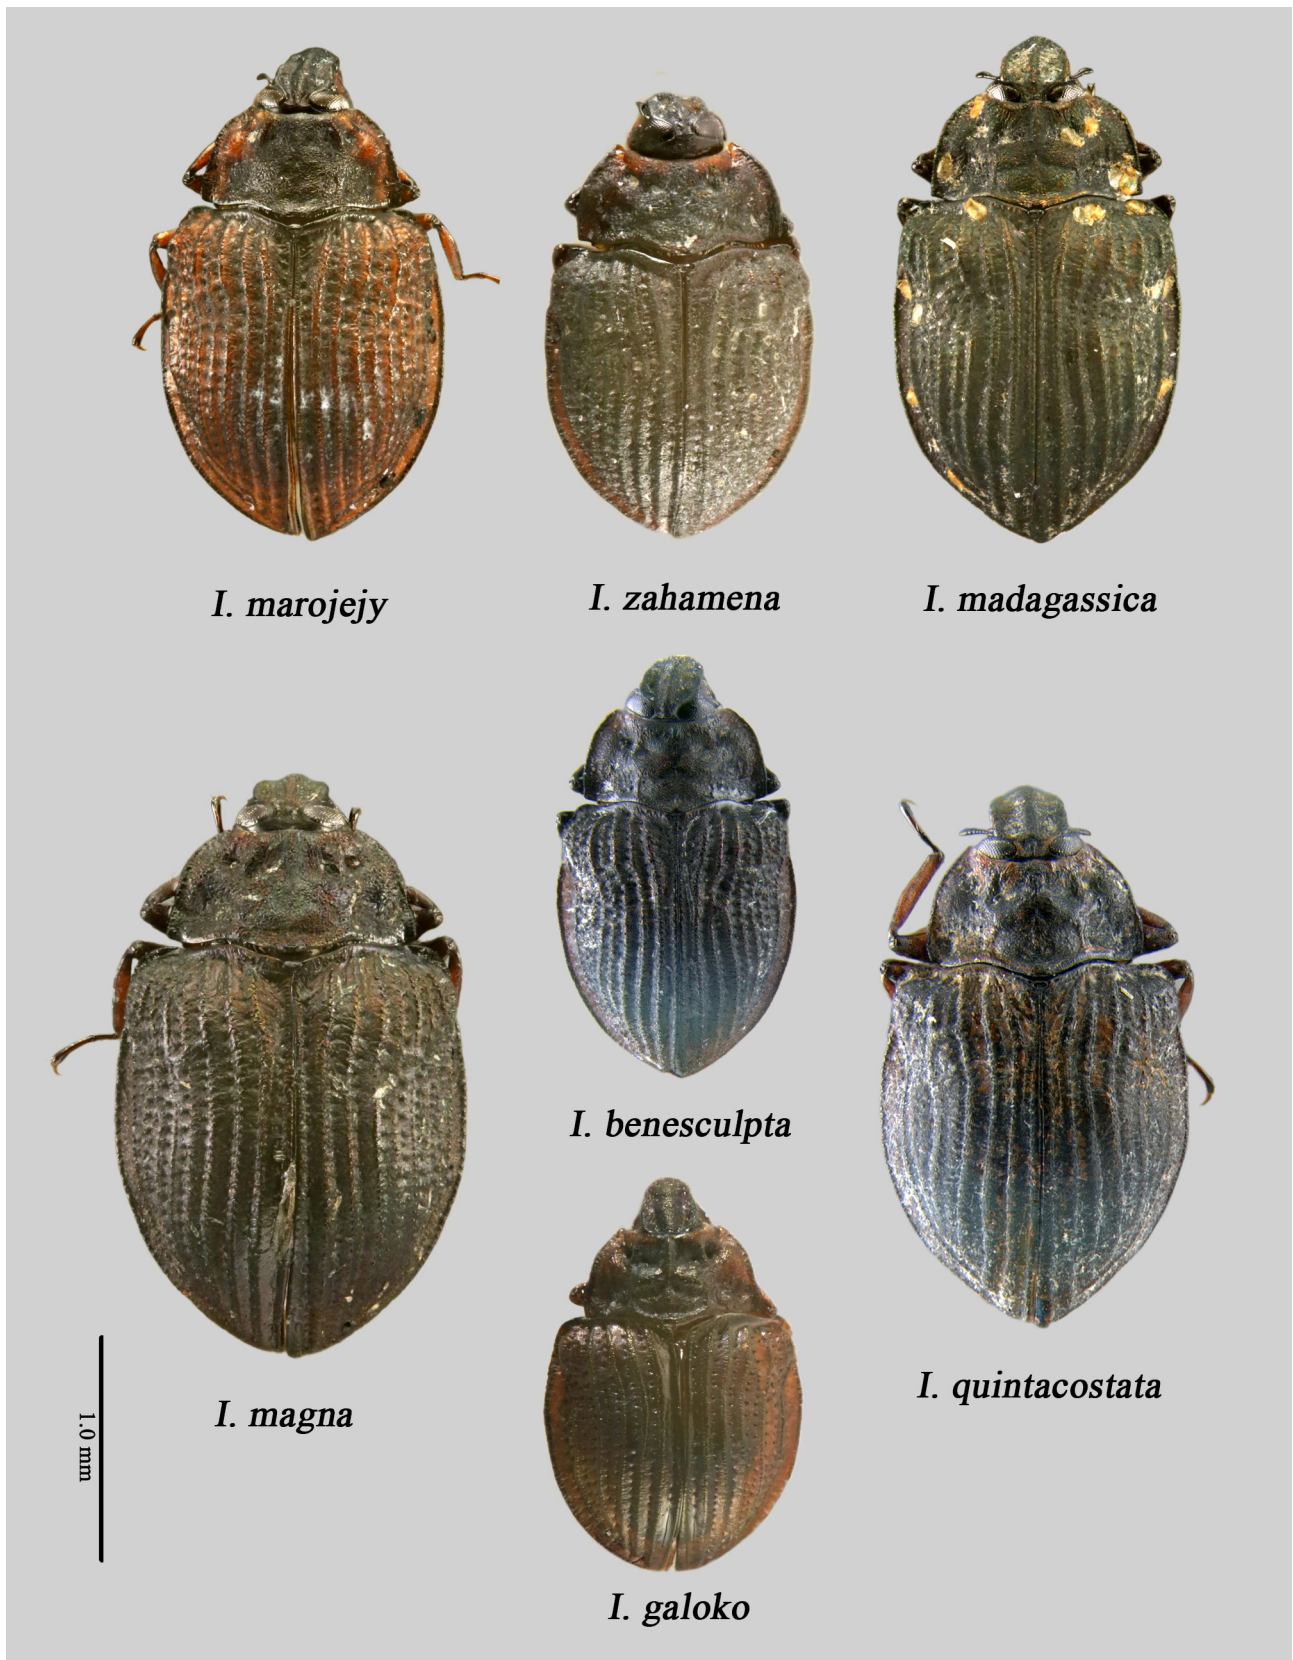 I. marojejy
I. zahamena
I. madagassica
I. benesculpta
I. magna
I. quintacostata
I. galoko
1.0 mm